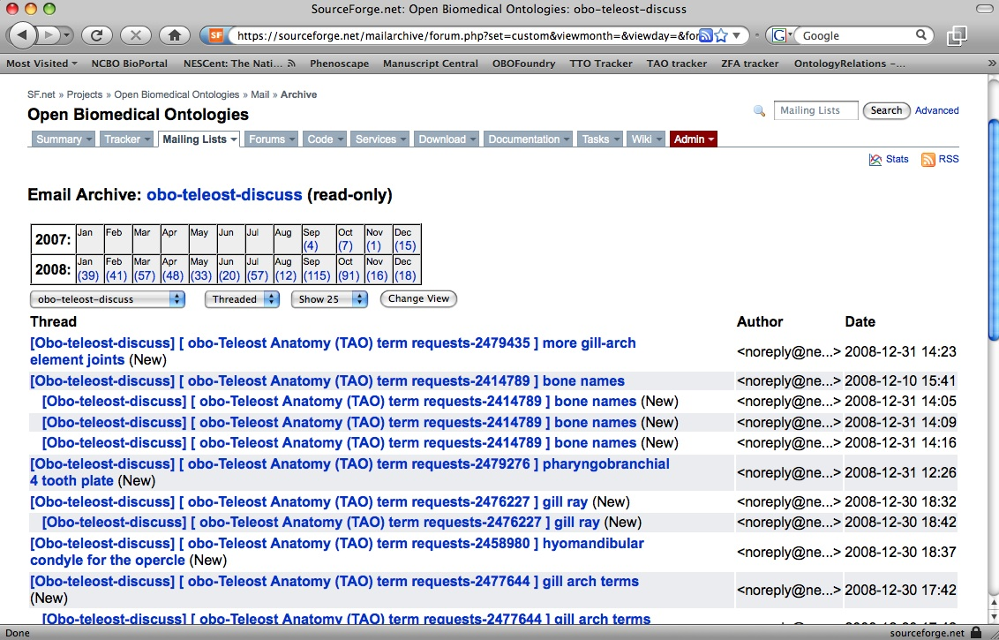 SourceForge.net: Open Biomedical Ontologies: obo-teleost-discuss
SF https://sourceforge.net/mailarchive/forum.php?set=custom&viewmonth=&viewday=&for
G Google
Most Visited NCBO BioPortal NESCent: The Nati... Phenoscape Manuscript Central OBOFoundry TTO Tracker TAO tracker ZFA tracker OntologyRelations –... »
SF.net » Projects » Open Biomedical Ontologies » Mail » Archive
Open Biomedical Ontologies
Mailing Lists Search Advanced
Summary Tracker Mailing Lists Forums Code Services Download Documentation Tasks Wiki Admin
Stats RSS
Email Archive: obo-teleost-discuss (read-only)
2007: Jan Feb Mar Apr May Jun Jul Aug Sep Oct Nov Dec
(4) (7) (1) (15)
2008: Jan Feb Mar Apr May Jun Jul Aug Sep Oct Nov Dec
(39) (41) (57) (48) (33) (20) (57) (12) (115) (91) (16) (18)
obo-teleost-discuss Threaded Show 25 Change View
Thread Author Date
[Obo-teleost-discuss] [ obo-Teleost Anatomy (TAO) term requests-2479435 ] more gill-arch
element joints (New) <noreply@ne...> 2008-12-31 14:23
[Obo-teleost-discuss] [ obo-Teleost Anatomy (TAO) term requests-2414789 ] bone names <noreply@ne...> 2008-12-10 15:41
[Obo-teleost-discuss] [ obo-Teleost Anatomy (TAO) term requests-2414789 ] bone names (New) <noreply@ne...> 2008-12-31 14:05
[Obo-teleost-discuss] [ obo-Teleost Anatomy (TAO) term requests-2414789 ] bone names (New) <noreply@ne...> 2008-12-31 14:09
[Obo-teleost-discuss] [ obo-Teleost Anatomy (TAO) term requests-2414789 ] bone names (New) <noreply@ne...> 2008-12-31 14:16
[Obo-teleost-discuss] [ obo-Teleost Anatomy (TAO) term requests-2479276 ] pharyngobranchial
4 tooth plate (New) <noreply@ne...> 2008-12-31 12:26
[Obo-teleost-discuss] [ obo-Teleost Anatomy (TAO) term requests-2476227 ] gill ray (New) <noreply@ne...> 2008-12-30 18:32
[Obo-teleost-discuss] [ obo-Teleost Anatomy (TAO) term requests-2476227 ] gill ray (New) <noreply@ne...> 2008-12-30 18:42
[Obo-teleost-discuss] [ obo-Teleost Anatomy (TAO) term requests-2458980 ] hyomandibular
condyle for the opercle (New) <noreply@ne...> 2008-12-30 18:37
[Obo-teleost-discuss] [ obo-Teleost Anatomy (TAO) term requests-2477644 ] gill arch terms
(New) <noreply@ne...> 2008-12-30 17:42
[Obo-teleost-discuss] [ obo-Teleost Anatomy (TAO) term requests-2477644 ] gill arch terms
Done sourceforge.net